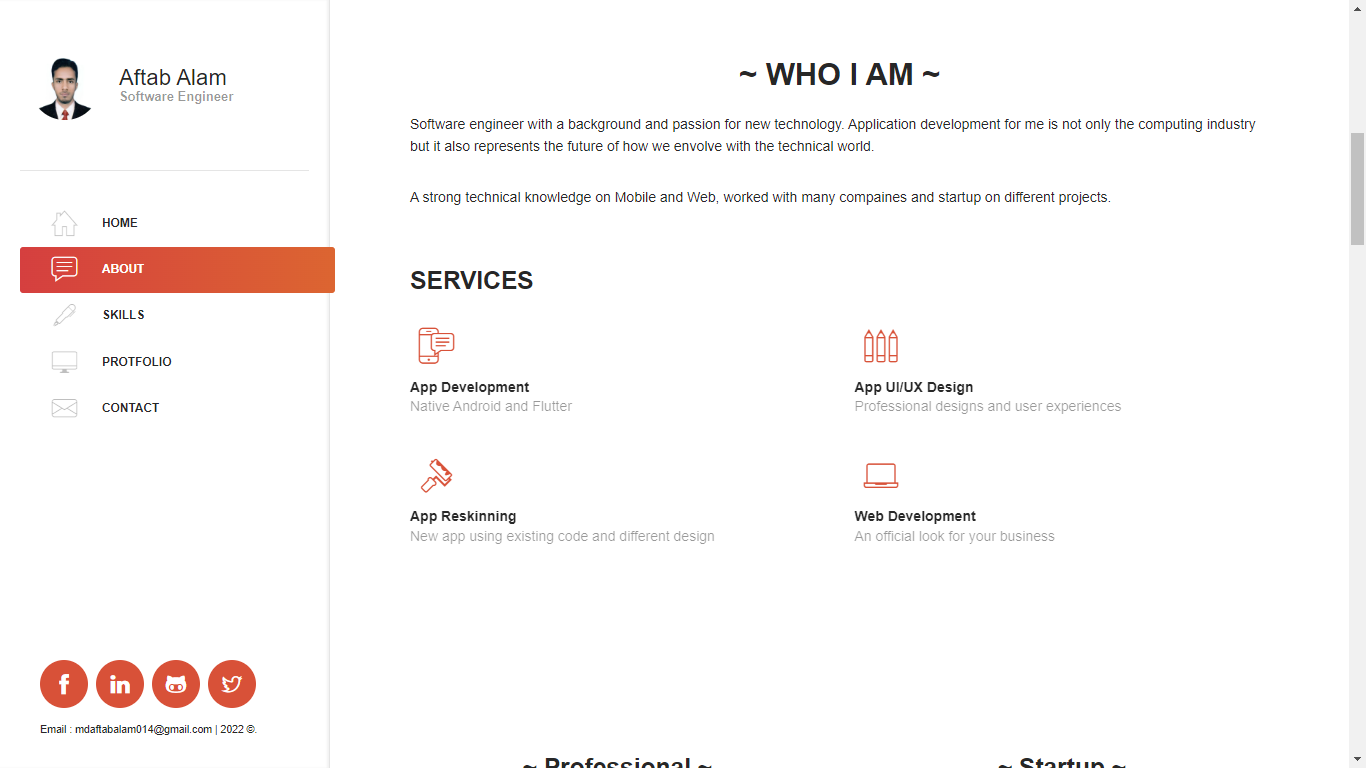 Aftab Alam
Software Engineer
HOME
ABOUT
SKILLS
PROTFOLIO
CONTACT
Email : mdaftabalam014@gmail.com | 2022 ©.
~ WHO I AM ~
Software engineer with a background and passion for new technology. Application development for me is not only the computing industry
but it also represents the future of how we envolve with the technical world.
A strong technical knowledge on Mobile and Web, worked with many compaines and startup on different projects.
SERVICES
App Development
Native Android and Flutter
App UI/UX Design
Professional designs and user experiences
App Reskinning
New app using existing code and different design
Web Development
An official look for your business
~ Professional ~
~ Startup ~